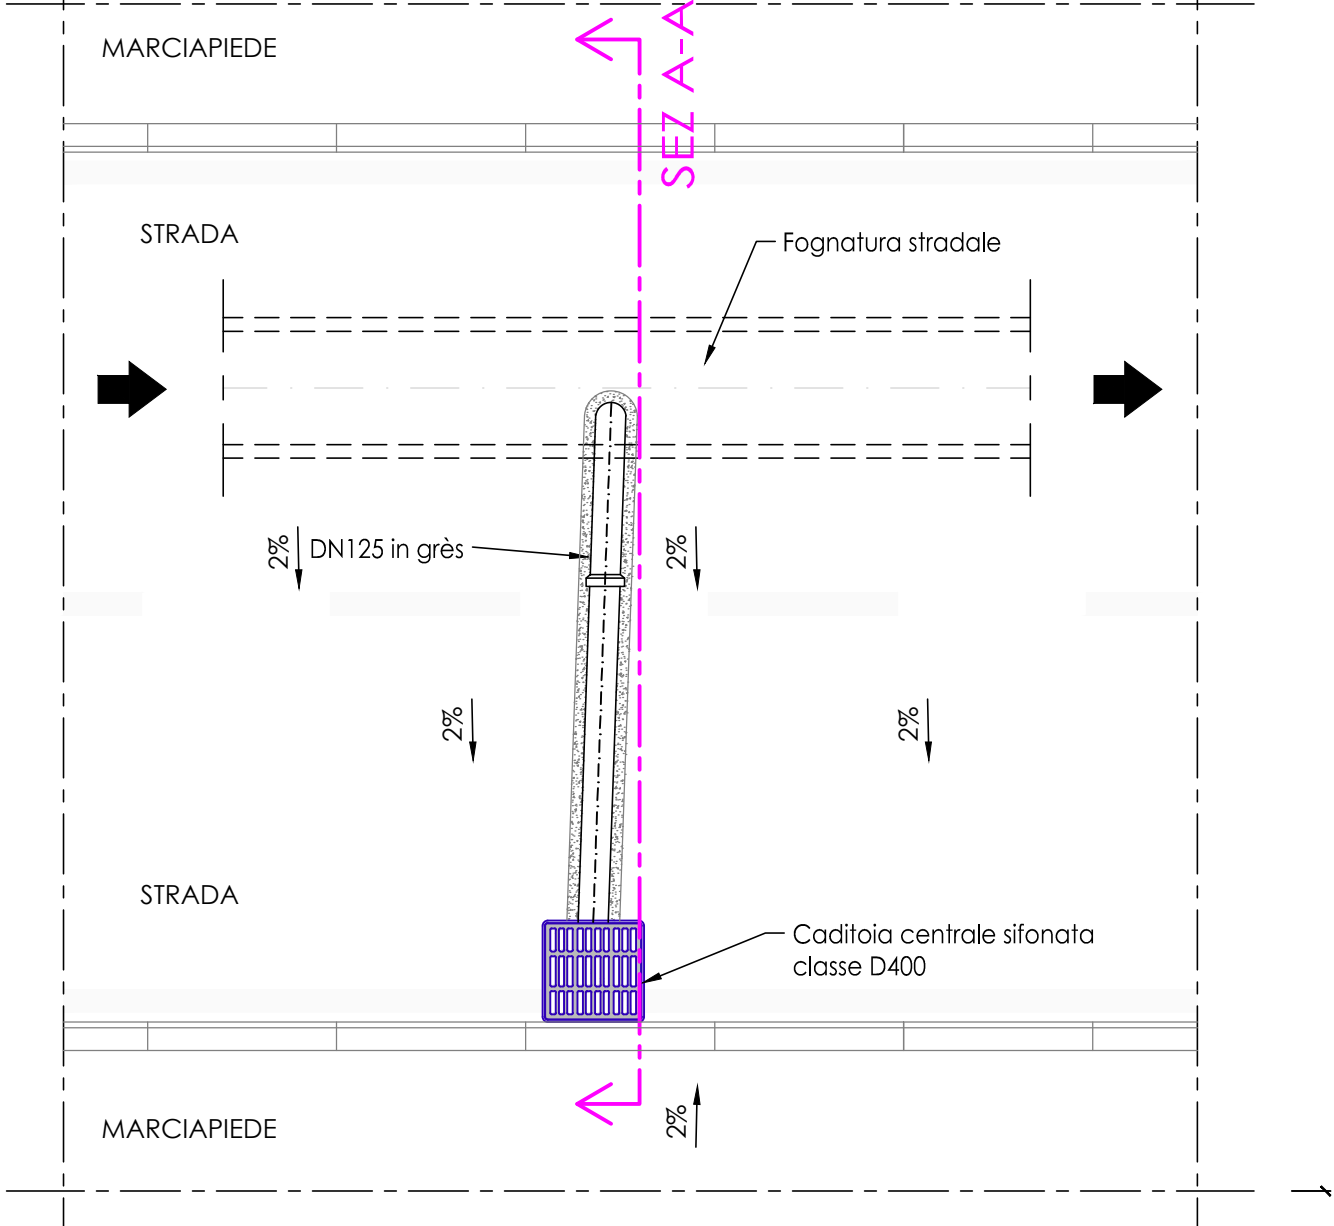 MARCIAPIEDE
SEZ A-A
STRADA
Fognatura stradale
2%
DN125 in grès
2%
2%
2%
STRADA
Caditoia centrale sifonata
classe D400
MARCIAPIEDE
2%